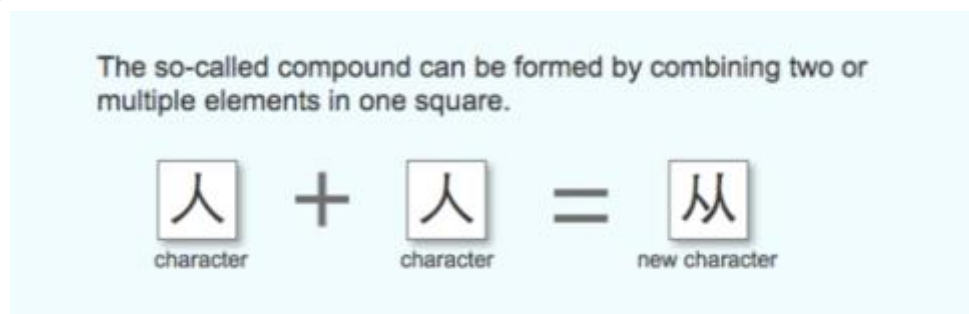 The so-called compound can be formed by combining two or
multiple elements in one square.
人 + 人 = 从
character character new character